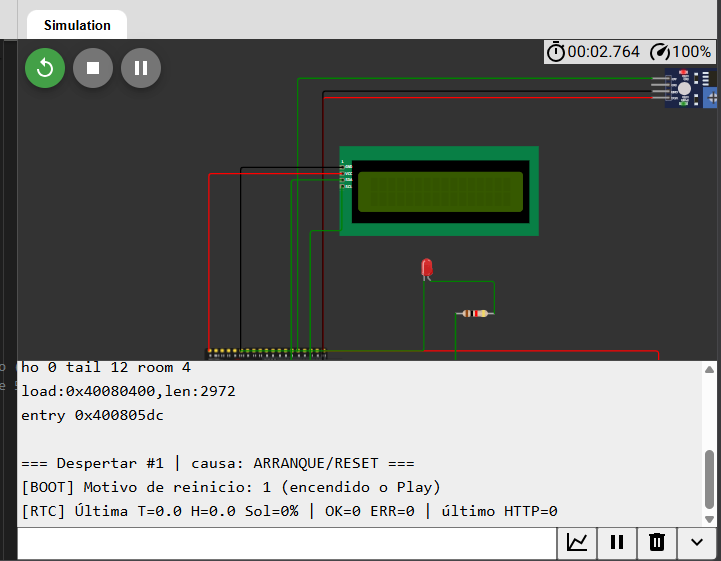 Simulation
00:02.764 100%
ho 0 tail 12 room 4
load:0x40080400,len:2972
entry 0x400805dc
=== Despertar #1 | causa: ARRANQUE/RESET ===
[BOOT] Motivo de reinicio: 1 (encendido o Play)
[RTC] Última T=0.0 H=0.0 Sol=0% | OK=0 ERR=0 | último HTTP=0